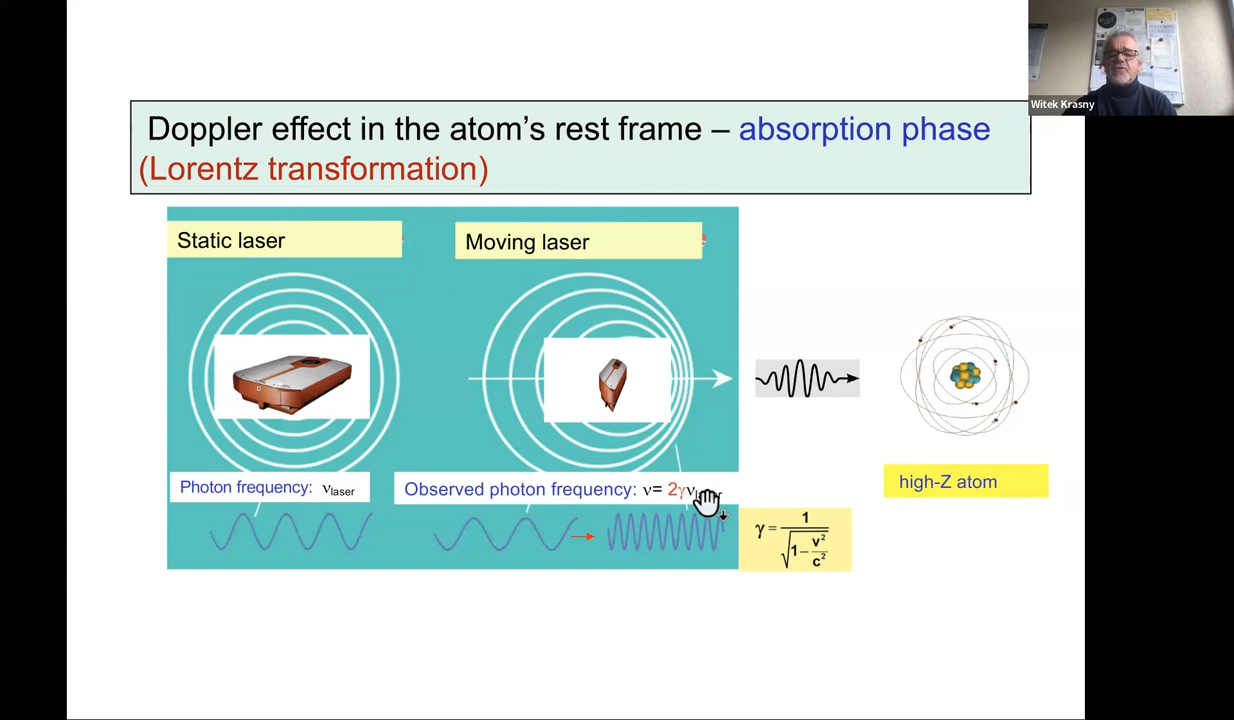 Witek Krasny
Doppler effect in the atom's rest frame – absorption phase
(Lorentz transformation)
Static laser
Moving laser
Photon frequency: νlaser
Observed photon frequency: ν= 2γν
high-Z atom
γ = 1 / √1 − v² / c²